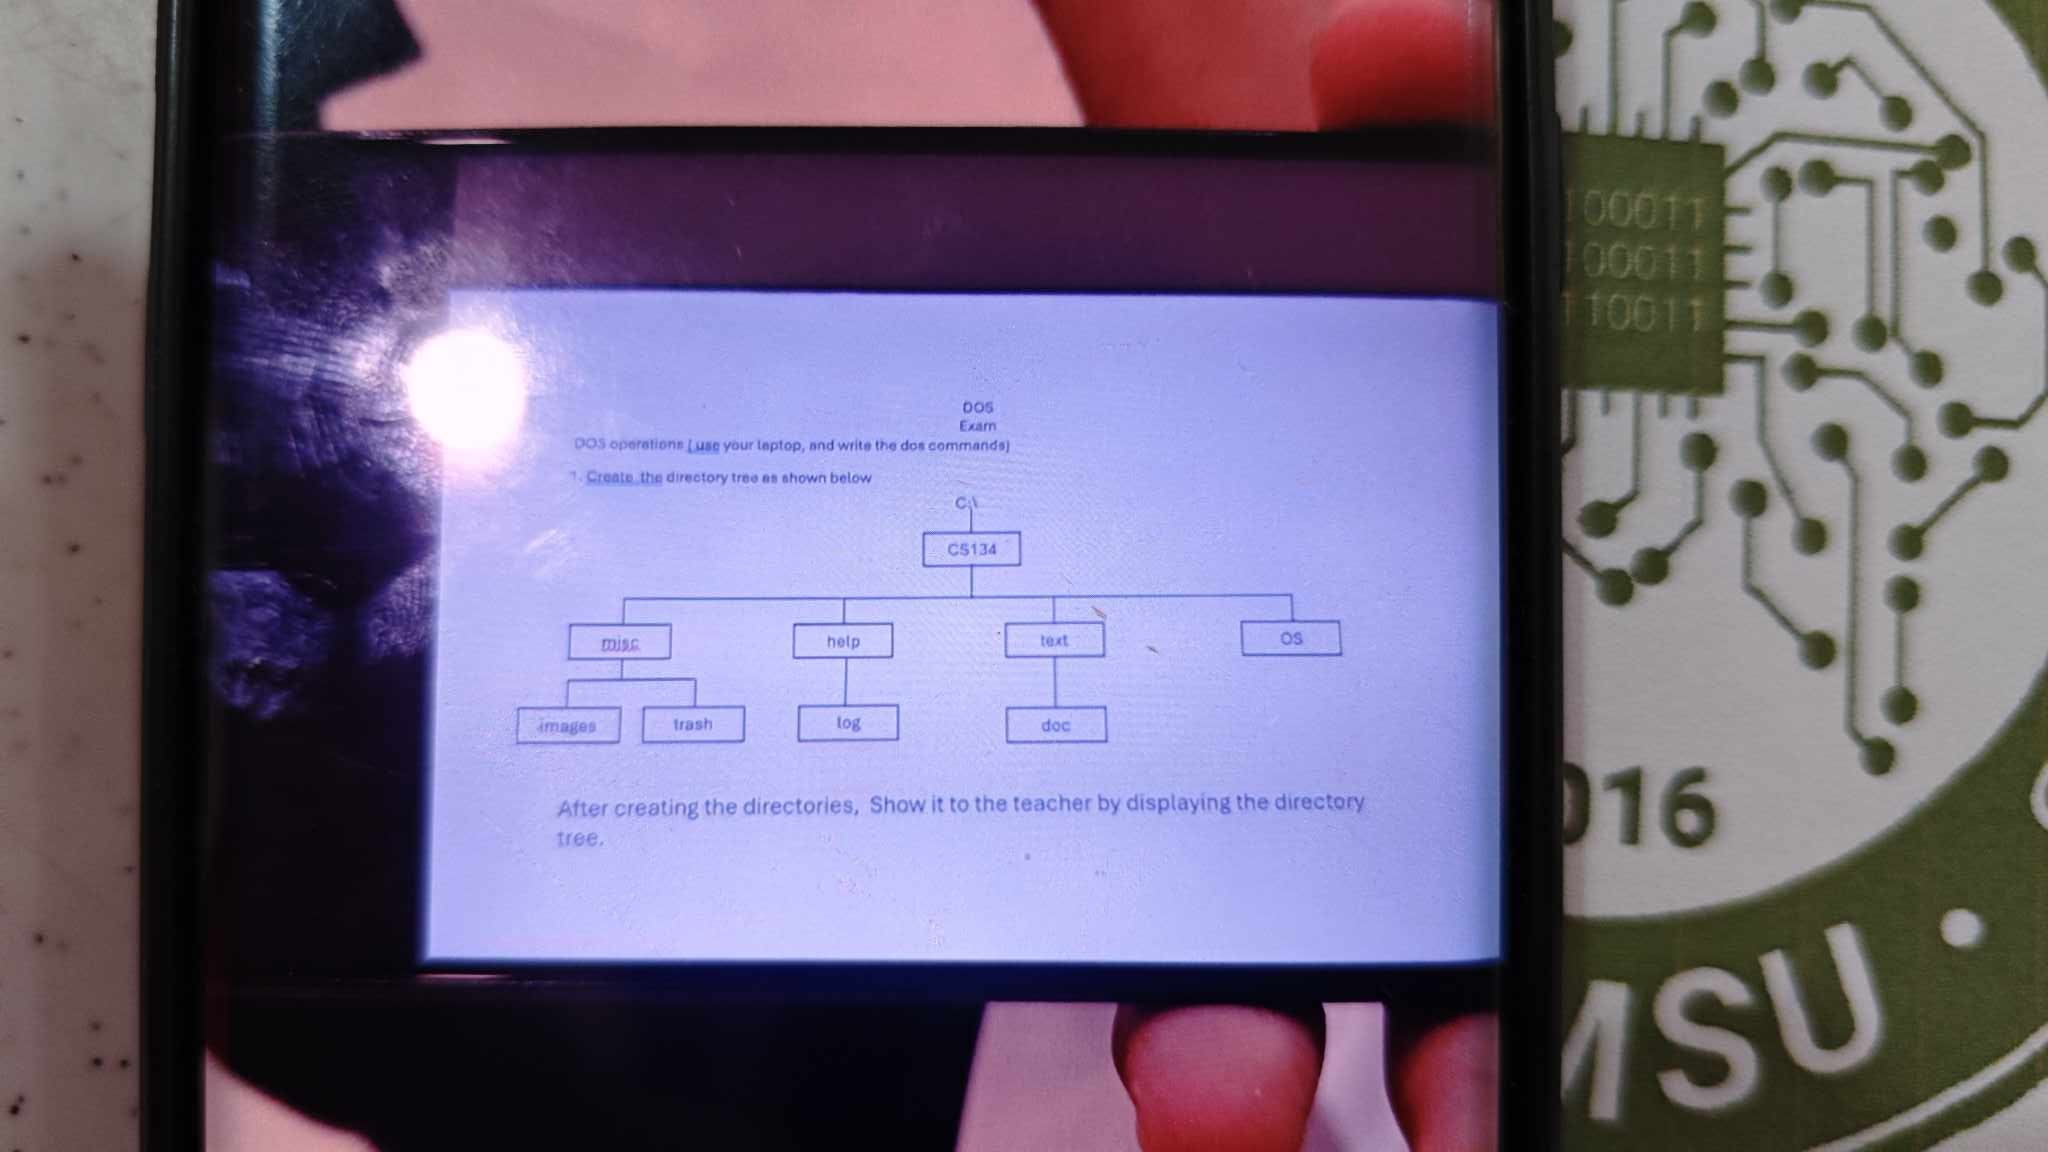 DOS
Exam
DOS operations ( use your laptop, and write the dos commands)
1. Create the directory tree as shown below
C:\
CS134
misc help text OS
images trash log doc
After creating the directories, Show it to the teacher by displaying the directory
tree.
100011
100011
110011
016
MSU